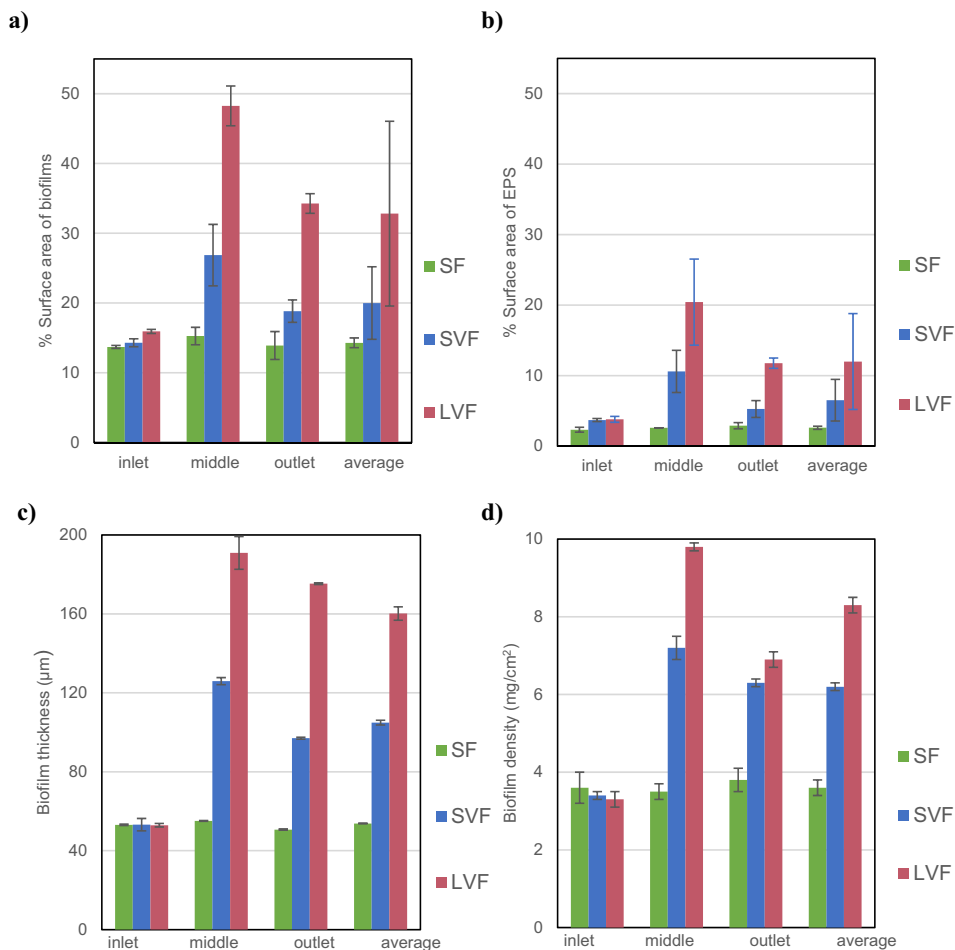 a)
% Surface area of biofilms
50
40
30
20
10
0
inlet middle outlet average
SF
SVF
LVF
b)
% Surface area of EPS
50
40
30
20
10
0
inlet middle outlet average
SF
SVF
LVF
c)
Biofilm thickness (μm)
200
160
120
80
40
0
inlet middle outlet average
SF
SVF
LVF
d)
Biofilm density (mg/cm²)
10
8
6
4
2
0
inlet middle outlet average
SF
SVF
LVF